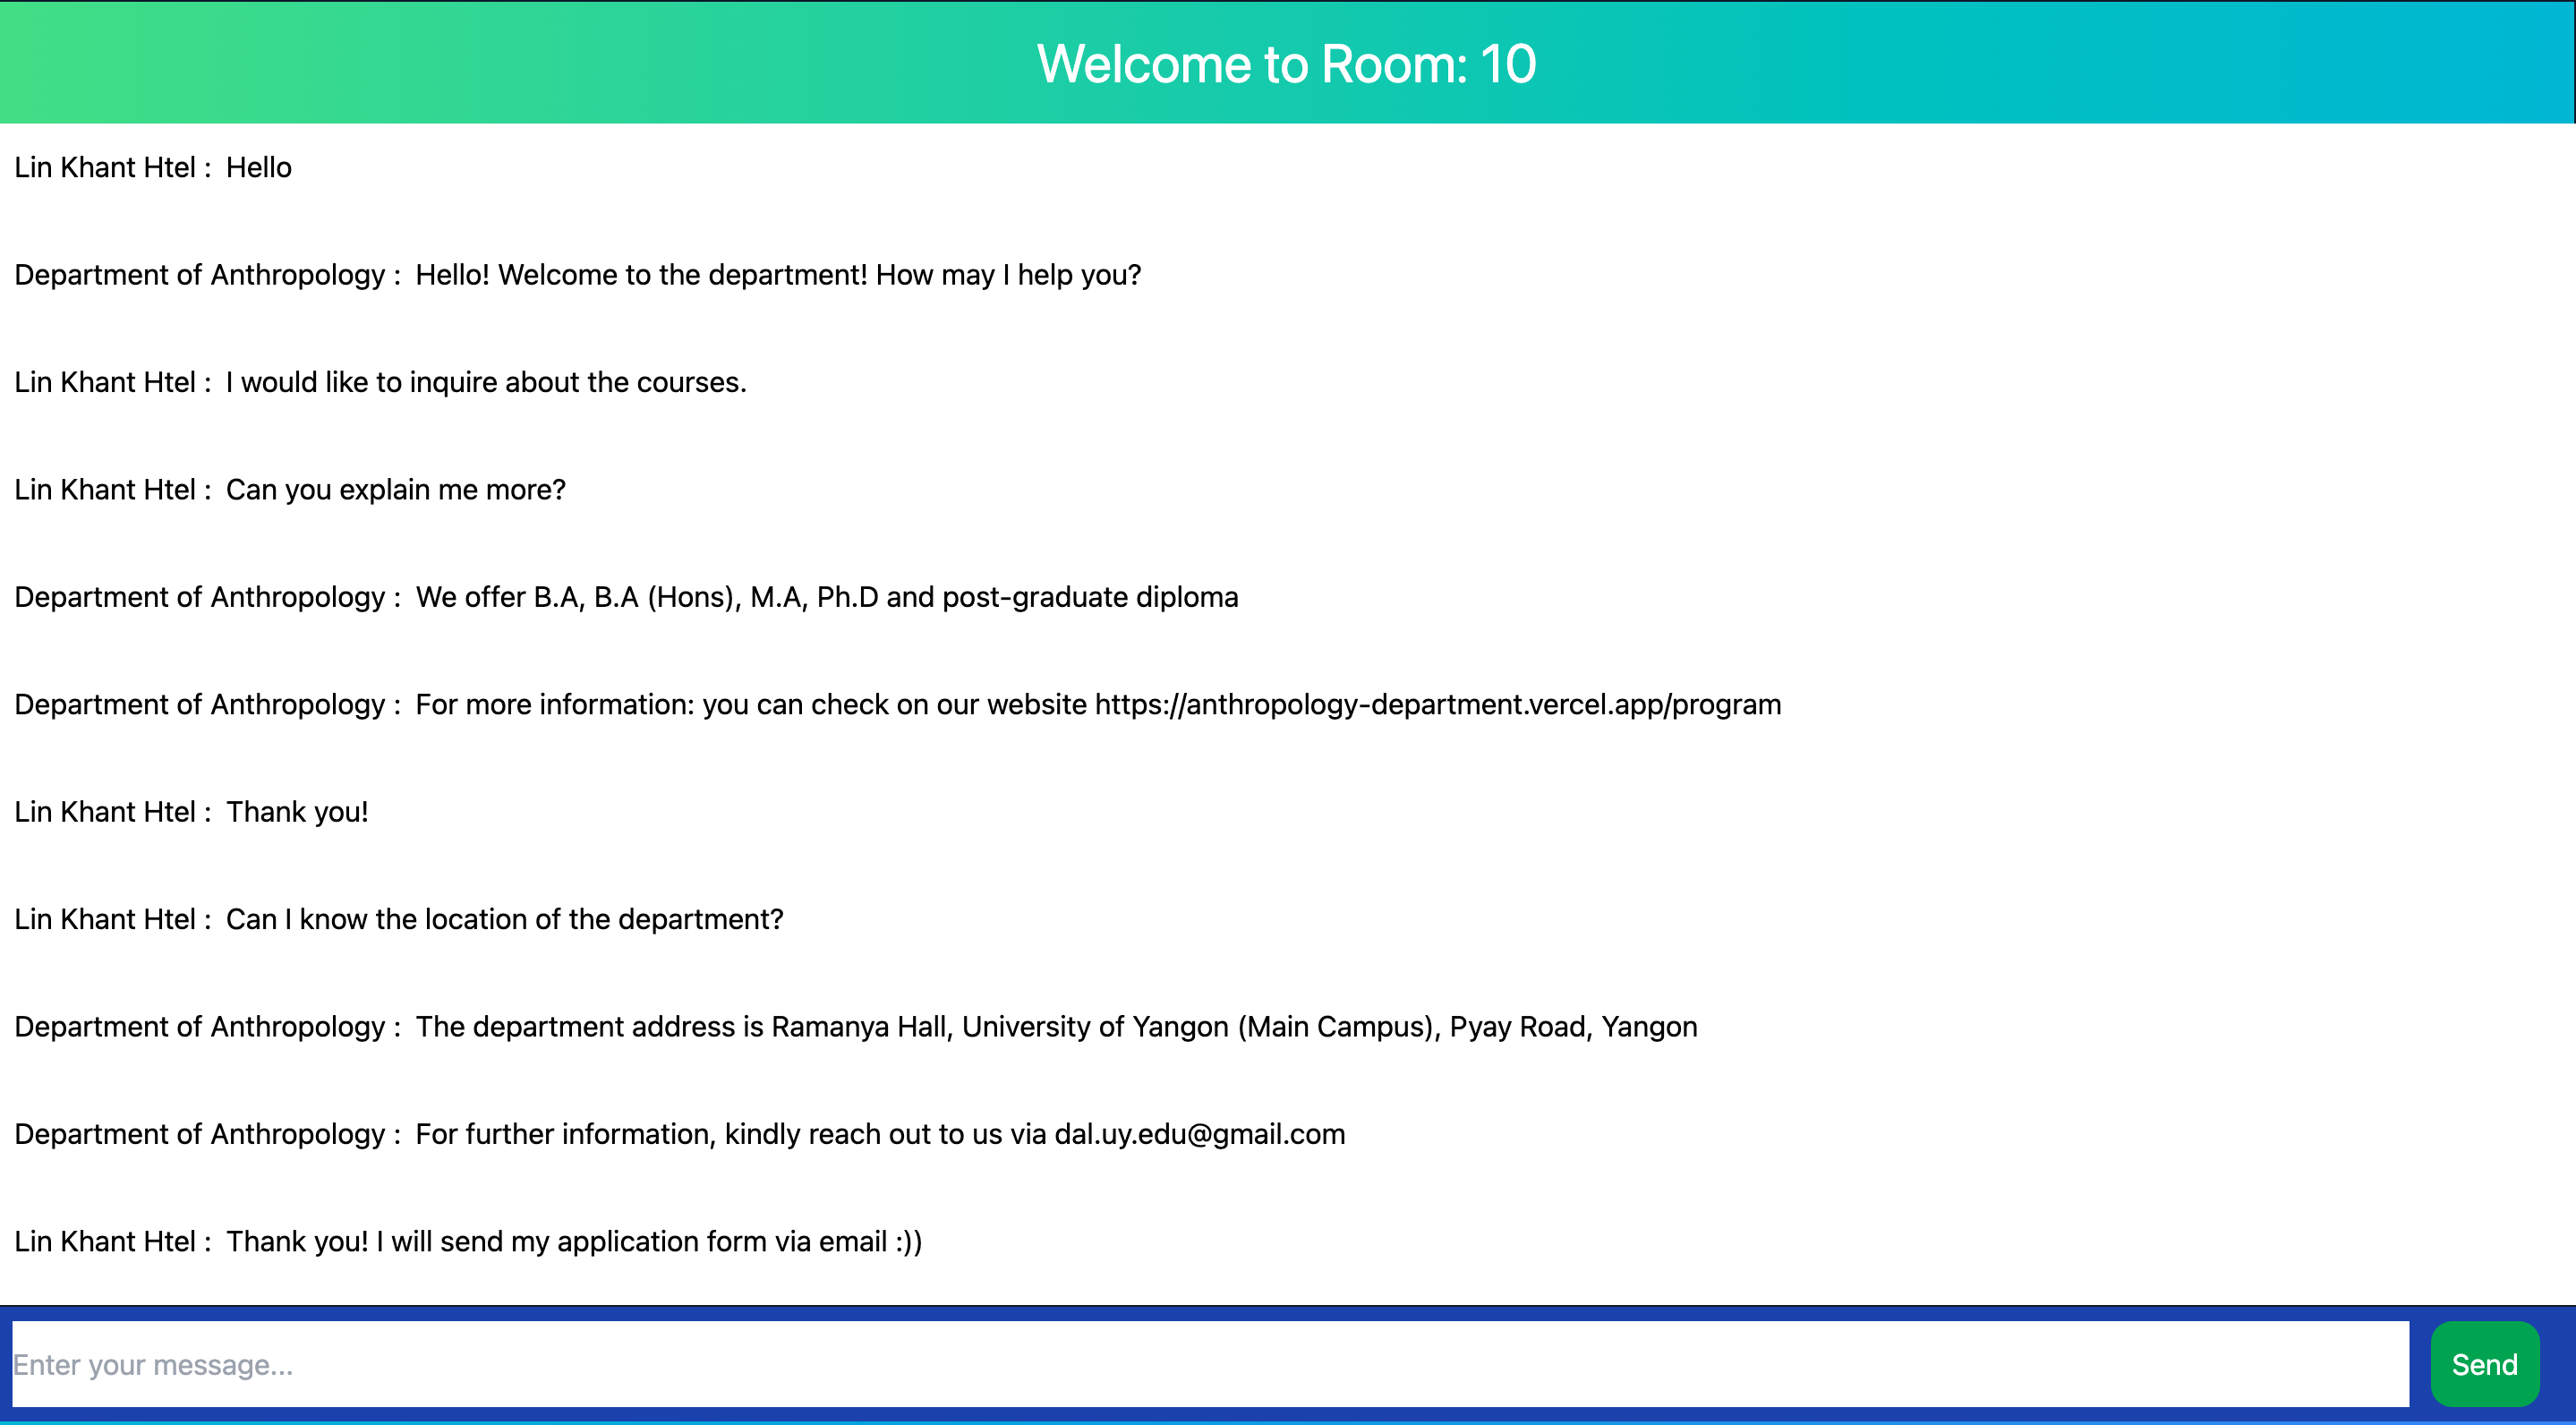 Welcome to Room: 10
Lin Khant Htel : Hello
Department of Anthropology : Hello! Welcome to the department! How may I help you?
Lin Khant Htel : I would like to inquire about the courses.
Lin Khant Htel : Can you explain me more?
Department of Anthropology : We offer B.A, B.A (Hons), M.A, Ph.D and post-graduate diploma
Department of Anthropology : For more information: you can check on our website https://anthropology-department.vercel.app/program
Lin Khant Htel : Thank you!
Lin Khant Htel : Can I know the location of the department?
Department of Anthropology : The department address is Ramanya Hall, University of Yangon (Main Campus), Pyay Road, Yangon
Department of Anthropology : For further information, kindly reach out to us via dal.uy.edu@gmail.com
Lin Khant Htel : Thank you! I will send my application form via email :))
Enter your message... Send